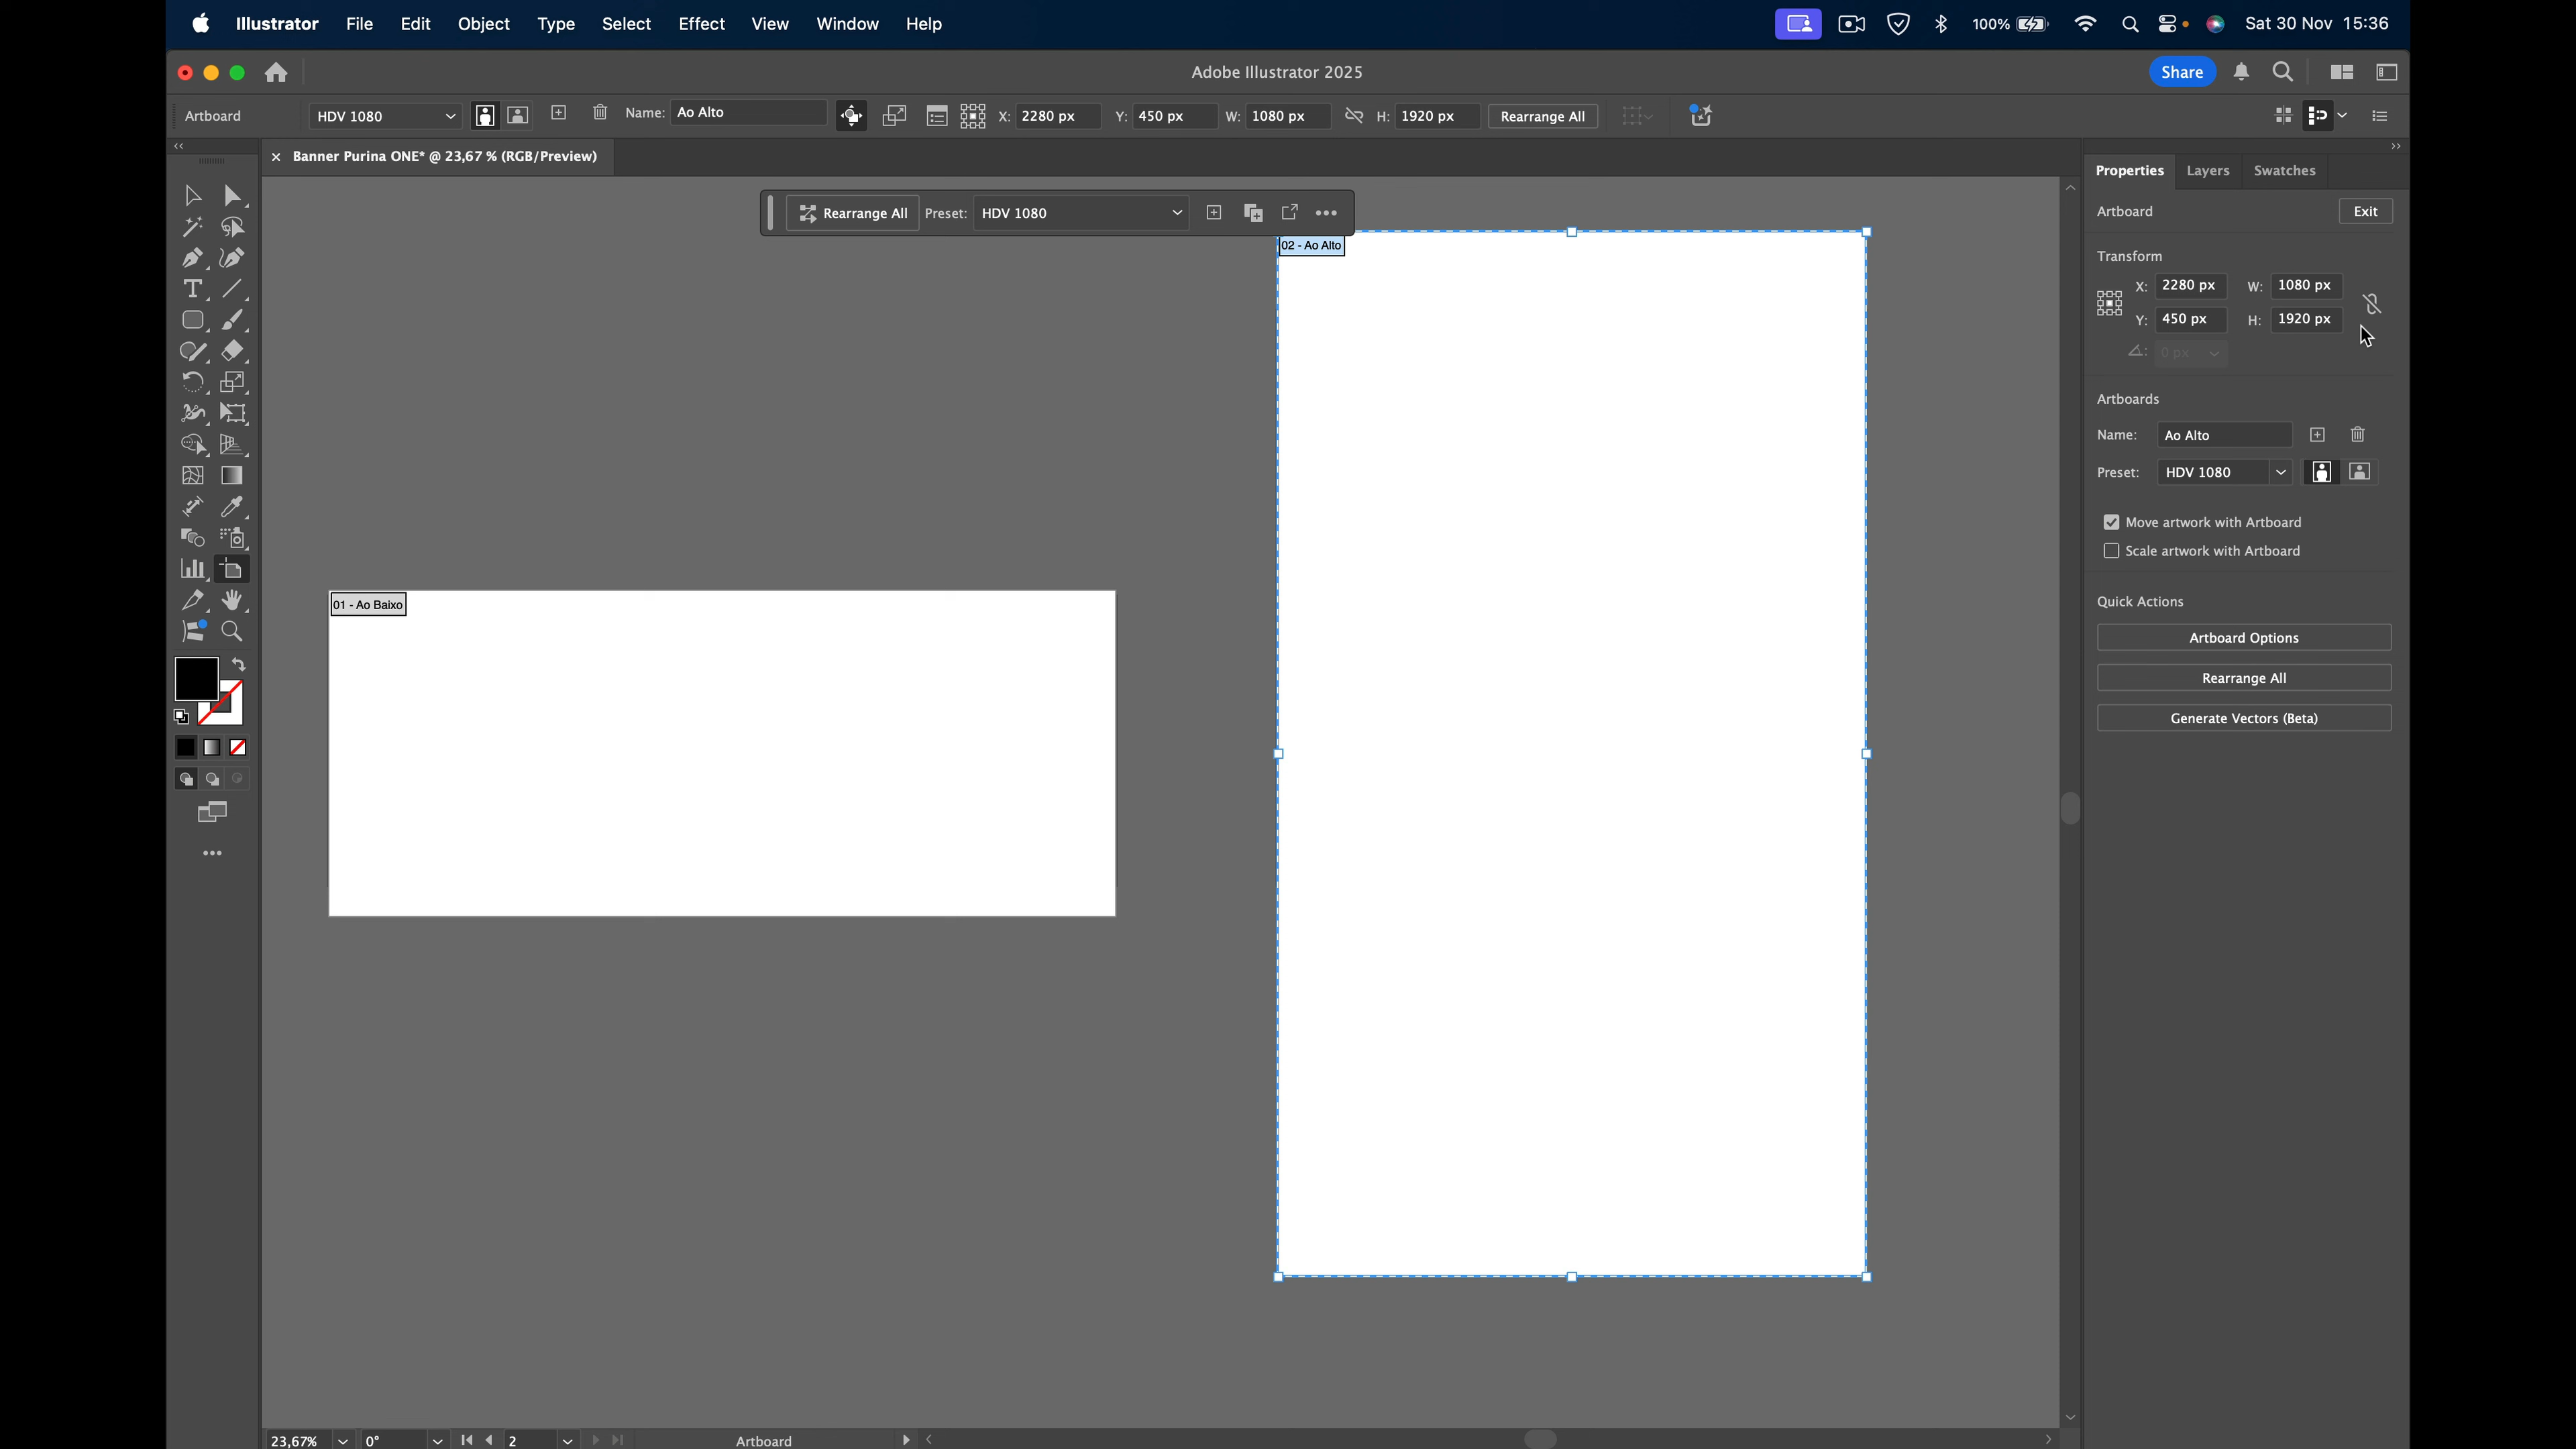 Illustrator File Edit Object Type Select Effect View Window Help 100% Sat 30 Nov 15:36
Adobe Illustrator 2025 Share
Artboard HDV 1080 Name: Ao Alto X: 2280 px Y: 450 px W: 1080 px H: 1920 px Rearrange All
Banner Purina ONE* @ 23,67 % (RGB/Preview)
Properties Layers Swatches
Rearrange All Preset: HDV 1080
Artboard Exit
02 - Ao Alto
Transform
X: 2280 px W: 1080 px
Y: 450 px H: 1920 px
0 px
Artboards
Name: Ao Alto
Preset: HDV 1080
Move artwork with Artboard
Scale artwork with Artboard
Quick Actions
01 - Ao Baixo
Artboard Options
Rearrange All
Generate Vectors (Beta)
23,67% 0° 2 Artboard